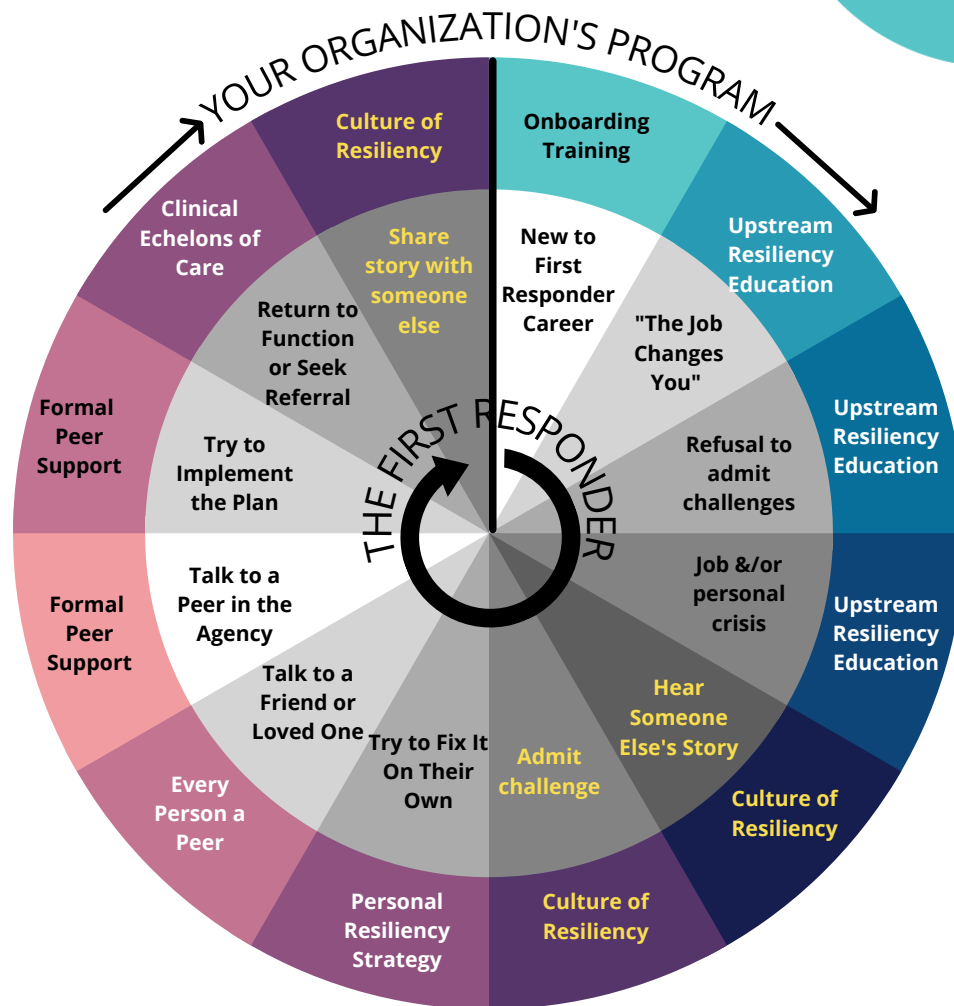 YOUR ORGANIZATION'S PROGRAM
Culture of
Resiliency
Onboarding
Training
Clinical
Echelons of
Care
Upstream
Resiliency
Education
Share
story with
someone
else
New to
First
Responder
Career
Return to
Function
or Seek
Referral
"The Job
Changes
You"
Formal
Peer
Support
Upstream
Resiliency
Education
Try to
Implement
the Plan
Refusal to
admit
challenges
THE FIRST RESPONDER
Formal
Peer
Support
Talk to a
Peer in the
Agency
Job &/or
personal
crisis
Upstream
Resiliency
Education
Talk to a
Friend or
Loved One
Hear
Someone
Else's Story
Try to Fix It
On Their
Own
Admit
challenge
Every
Person a
Peer
Culture of
Resiliency
Personal
Resiliency
Strategy
Culture of
Resiliency